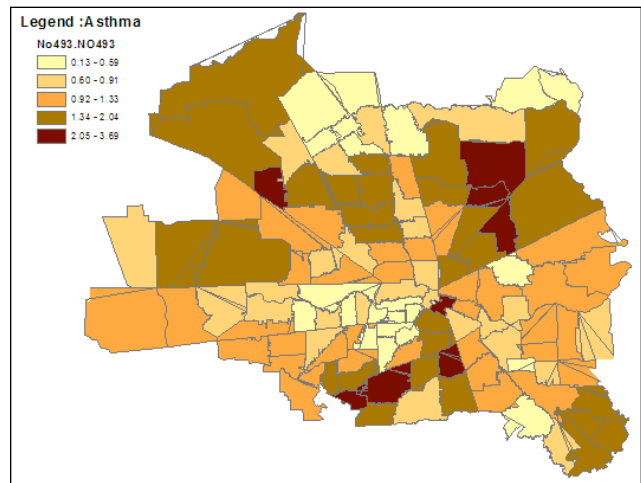 Legend :Asthma
No493.NO493
0.13 - 0.59
0.60 - 0.91
0.92 - 1.33
1.34 - 2.04
2.05 - 3.69